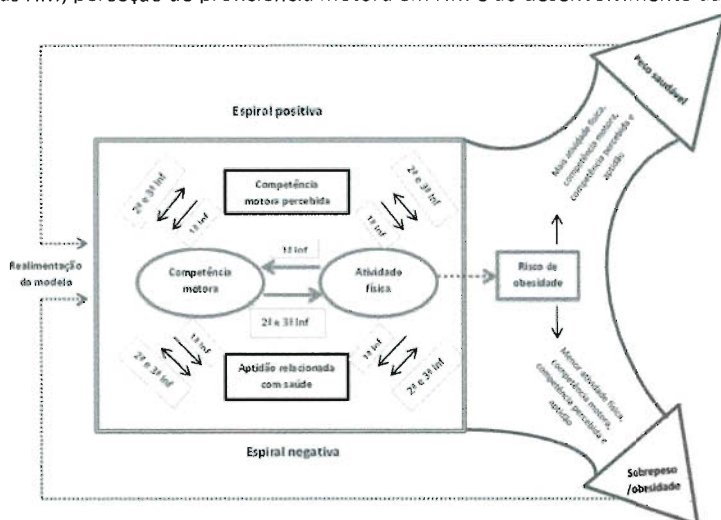 Peso saudável
Espiral positiva
Mais atividade física,
competência motora,
competência percebida e
aptidão
2ª e 3ª Inf
1ª Inf
Competência
motora percebida
2ª e 3ª Inf
1ª Inf
Realimentação
do modelo
Competência
motora
1ª Inf
2ª e 3ª Inf
Atividade
física
Risco de
obesidade
2ª e 3ª Inf
1ª Inf
Aptidão relacionada
com saúde
1ª Inf
2ª e 3ª Inf
Menor atividade física,
competência motora,
competência percebida e
aptidão
Espiral negativa
Sobrepeso
/obesidade